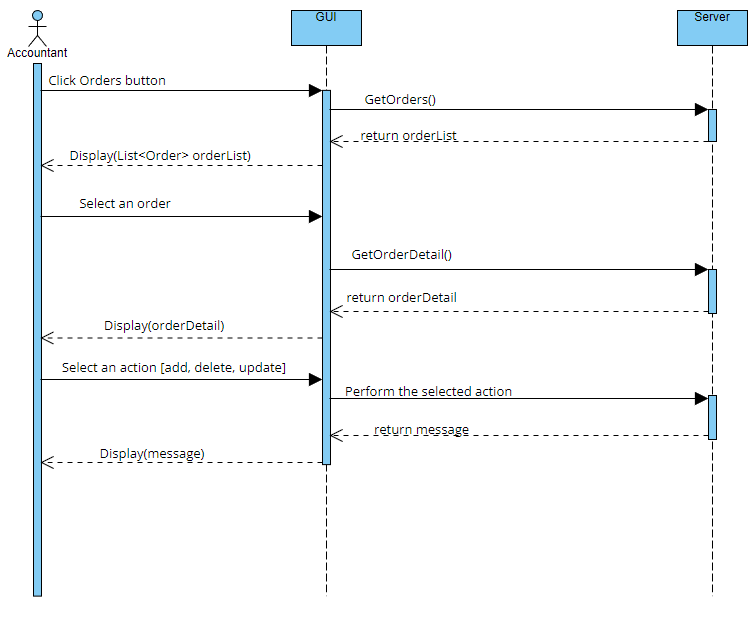 GUI
Server
Accountant
Click Orders button
GetOrders()
return orderList
Display(List<Order> orderList)
Select an order
GetOrderDetail()
return orderDetail
Display(orderDetail)
Select an action [add, delete, update]
Perform the selected action
return message
Display(message)